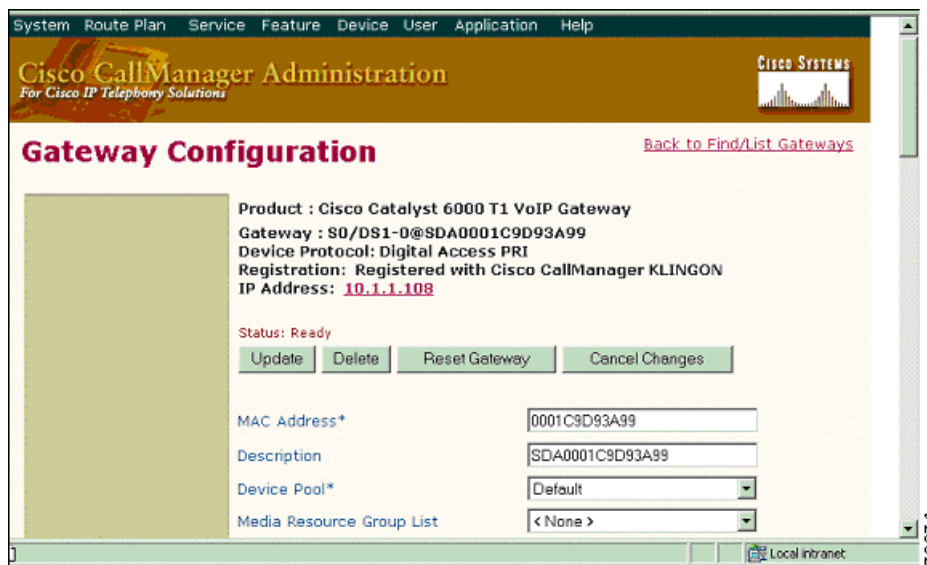 System Route Plan Service Feature Device User Application Help
Cisco CallManager Administration
For Cisco IP Telephony Solutions
CISCO SYSTEMS
Gateway Configuration
Back to Find/List Gateways
Product : Cisco Catalyst 6000 T1 VoIP Gateway
Gateway : S0/DS1-0@SDA0001C9D93A99
Device Protocol: Digital Access PRI
Registration: Registered with Cisco CallManager KLINGON
IP Address: 10.1.1.108
Status: Ready
Update Delete Reset Gateway Cancel Changes
MAC Address* 0001C9D93A99
Description SDA0001C9D93A99
Device Pool* Default
Media Resource Group List < None >
Local intranet